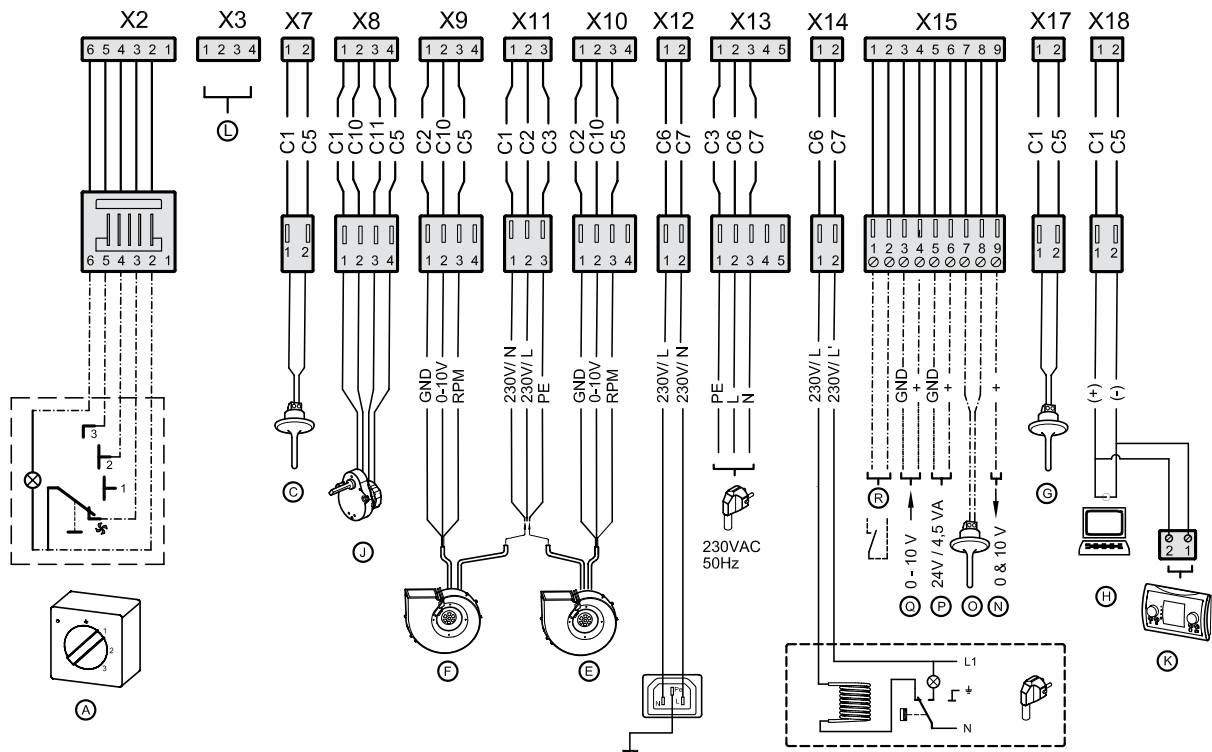 X2 X3 X7 X8 X9 X11 X10 X12 X13 X14 X15 X17 X18
6 5 4 3 2 1
1 2 3 4
1 2
1 2 3 4
1 2 3 4
1 2 3
1 2 3 4
1 2
1 2 3 4 5
1 2
1 2 3 4 5 6 7 8 9
1 2
1 2
L
C1 C5
C1 C10 C11 C5
C2 C10 C5
C1 C2 C3
C2 C10 C5
C6 C7
C3 C6 C7
C6 C7
C1 C5
C1 C5
6 5 4 3 2 1
1 2
1 2 3 4
1 2 3 4
1 2 3
1 2 3 4
1 2
1 2 3 4 5
1 2
1 2 3 4 5 6 7 8 9
1 2
1 2
GND
0-10V
RPM
230V/ N
230V/ L
PE
GND
0-10V
RPM
230V/ L
230V/ N
PE
L
N
230V/ L
230V/ L'
GND
+
GND
+
+
(+)
(-)
3
2
1
C
J
F
E
230VAC
50Hz
R
0 - 10 V
Q
24V / 4,5 VA
P
O
0 & 10 V
N
G
H
2 1
K
1
2
3
A
N Pe L
L1
N